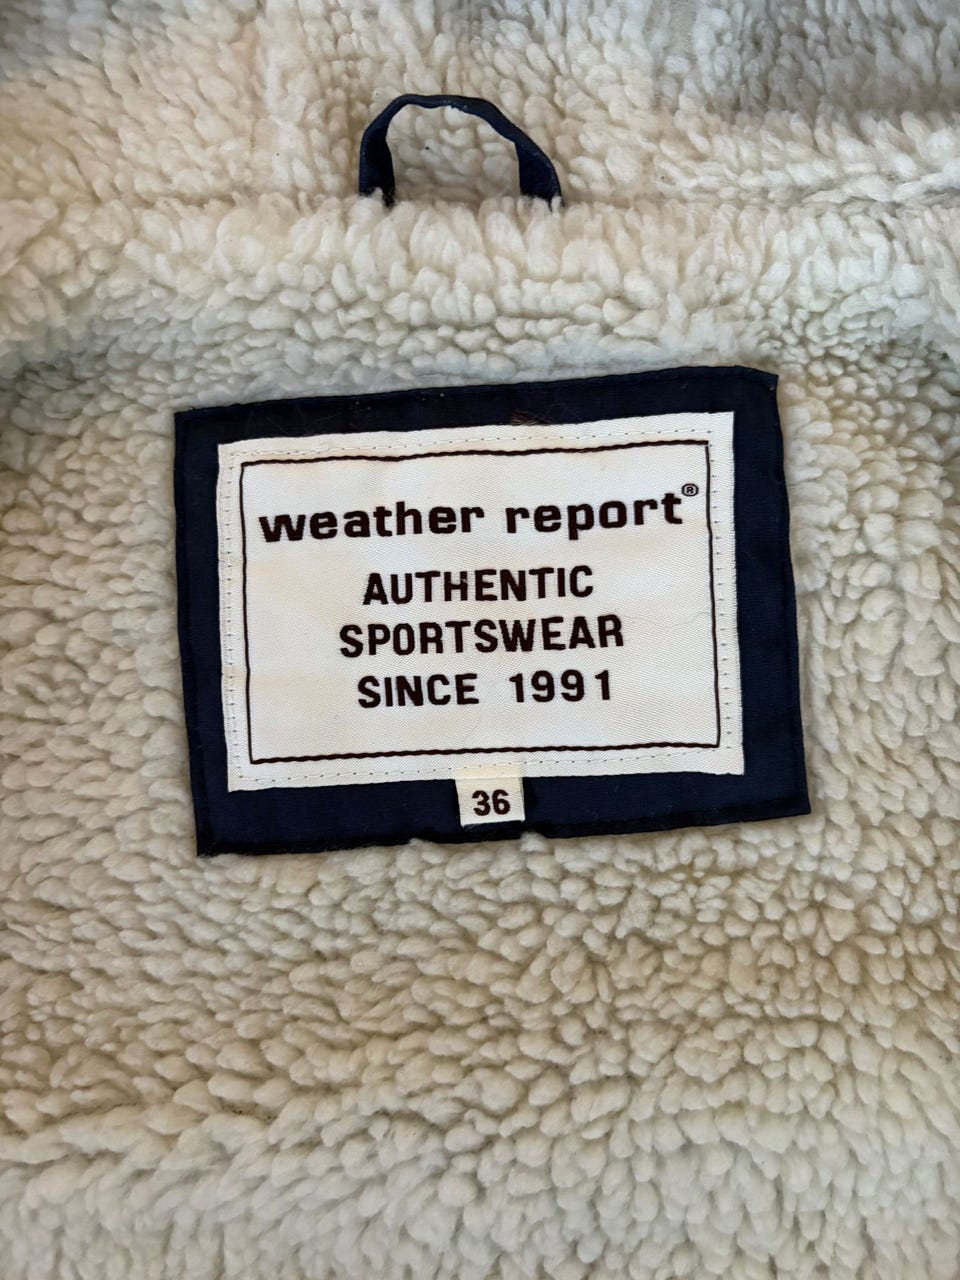 weather report®
AUTHENTIC
SPORTSWEAR
SINCE 1991
36